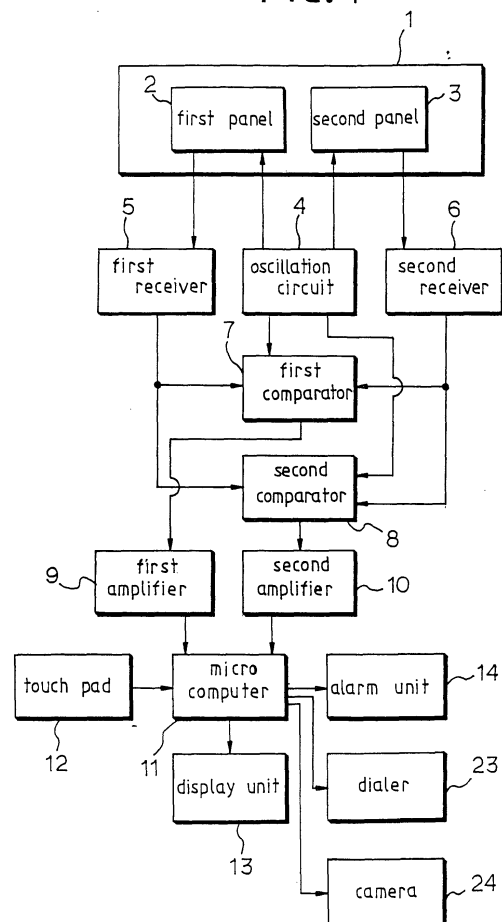 1
2
first panel
second panel
3
5
4
6
first
receiver
oscillation
circuit
second
receiver
7
first
comparator
second
comparator
8
9
first
amplifier
second
amplifier
10
touch pad
micro
computer
alarm unit
14
12
11
display unit
dialer
23
13
camera
24